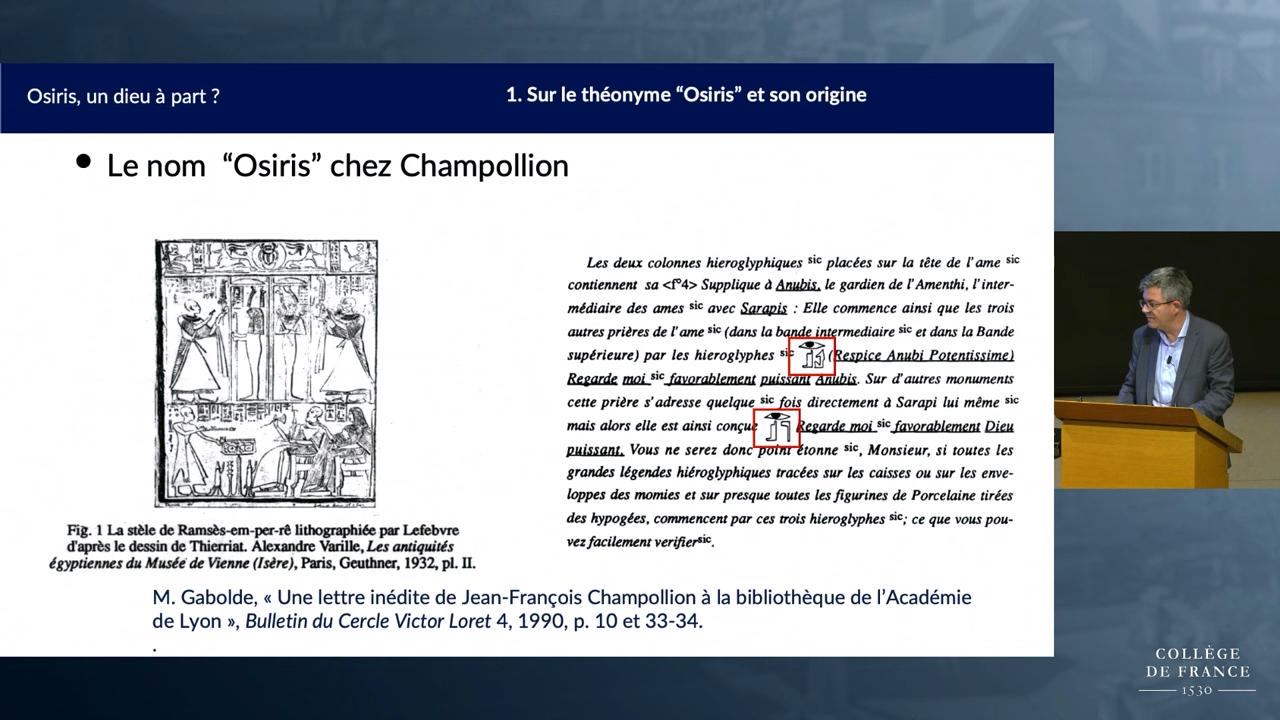 Osiris, un dieu à part ?
1. Sur le théonyme “Osiris” et son origine
• Le nom “Osiris” chez Champollion
Les deux colonnes hieroglyphiques sic placées sur la tête de l'ame sic
contiennent sa <f°4> Supplique à Anubis, le gardien de l'Amenthi, l'inter-
médiaire des ames sic avec Sarapis : Elle commence ainsi que les trois
autres prières de l'ame sic (dans la bande intermediaire sic et dans la Bande
supérieure) par les hieroglyphes sic (Respice Anubi Potentissime)
Regarde moi sic favorablement puissant Anubis. Sur d'autres monuments
cette prière s'adresse quelque sic fois directement à Sarapi lui même sic
mais alors elle est ainsi conçue Regarde moi sic favorablement Dieu
puissant. Vous ne serez donc point étonne sic, Monsieur, si toutes les
grandes légendes hiéroglyphiques tracées sur les caisses ou sur les enve-
loppes des momies et sur presque toutes les figurines de Porcelaine tirées
des hypogées, commencent par ces trois hieroglyphes sic; ce que vous pou-
vez facilement verifiersic.
Fig. 1 La stèle de Ramsès-em-per-rê lithographiée par Lefebvre
d'après le dessin de Thierriat. Alexandre Varille, Les antiquités
égyptiennes du Musée de Vienne (Isère), Paris, Geuthner, 1932, pl. II.
M. Gabolde, « Une lettre inédite de Jean-François Champollion à la bibliothèque de l’Académie
de Lyon », Bulletin du Cercle Victor Loret 4, 1990, p. 10 et 33-34.
.
COLLÈGE
DE FRANCE
1530